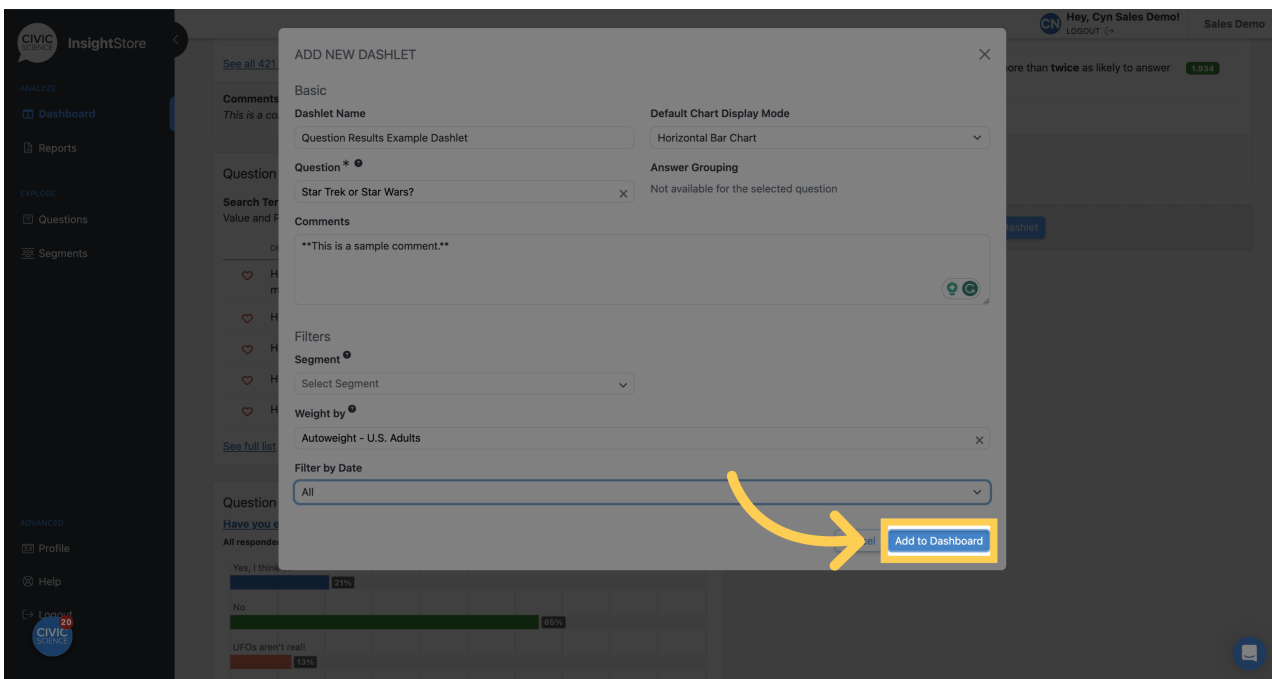 CIVIC
SCIENCE
InsightStore
ANALYZE
Dashboard
Reports
EXPLORE
Questions
Segments
ADVANCED
Profile
Help
Logout
20
CIVIC
SCIENCE
CN
Hey, Cyn Sales Demo!
LOGOUT
Sales Demo
See all 421
more than twice as likely to answer
1.934
Comments
This is a co
Question
Search Ter
Value and P
Dashlet
See full list
Question
Have you e
All responde
Yes, I think
21%
No
65%
UFOs aren't real!
13%
ADD NEW DASHLET
Basic
Dashlet Name
Default Chart Display Mode
Question Results Example Dashlet
Horizontal Bar Chart
Question *
Answer Grouping
Star Trek or Star Wars?
Not available for the selected question
Comments
**This is a sample comment.**
Filters
Segment
Select Segment
Weight by
Autoweight - U.S. Adults
Filter by Date
All
Add to Dashboard